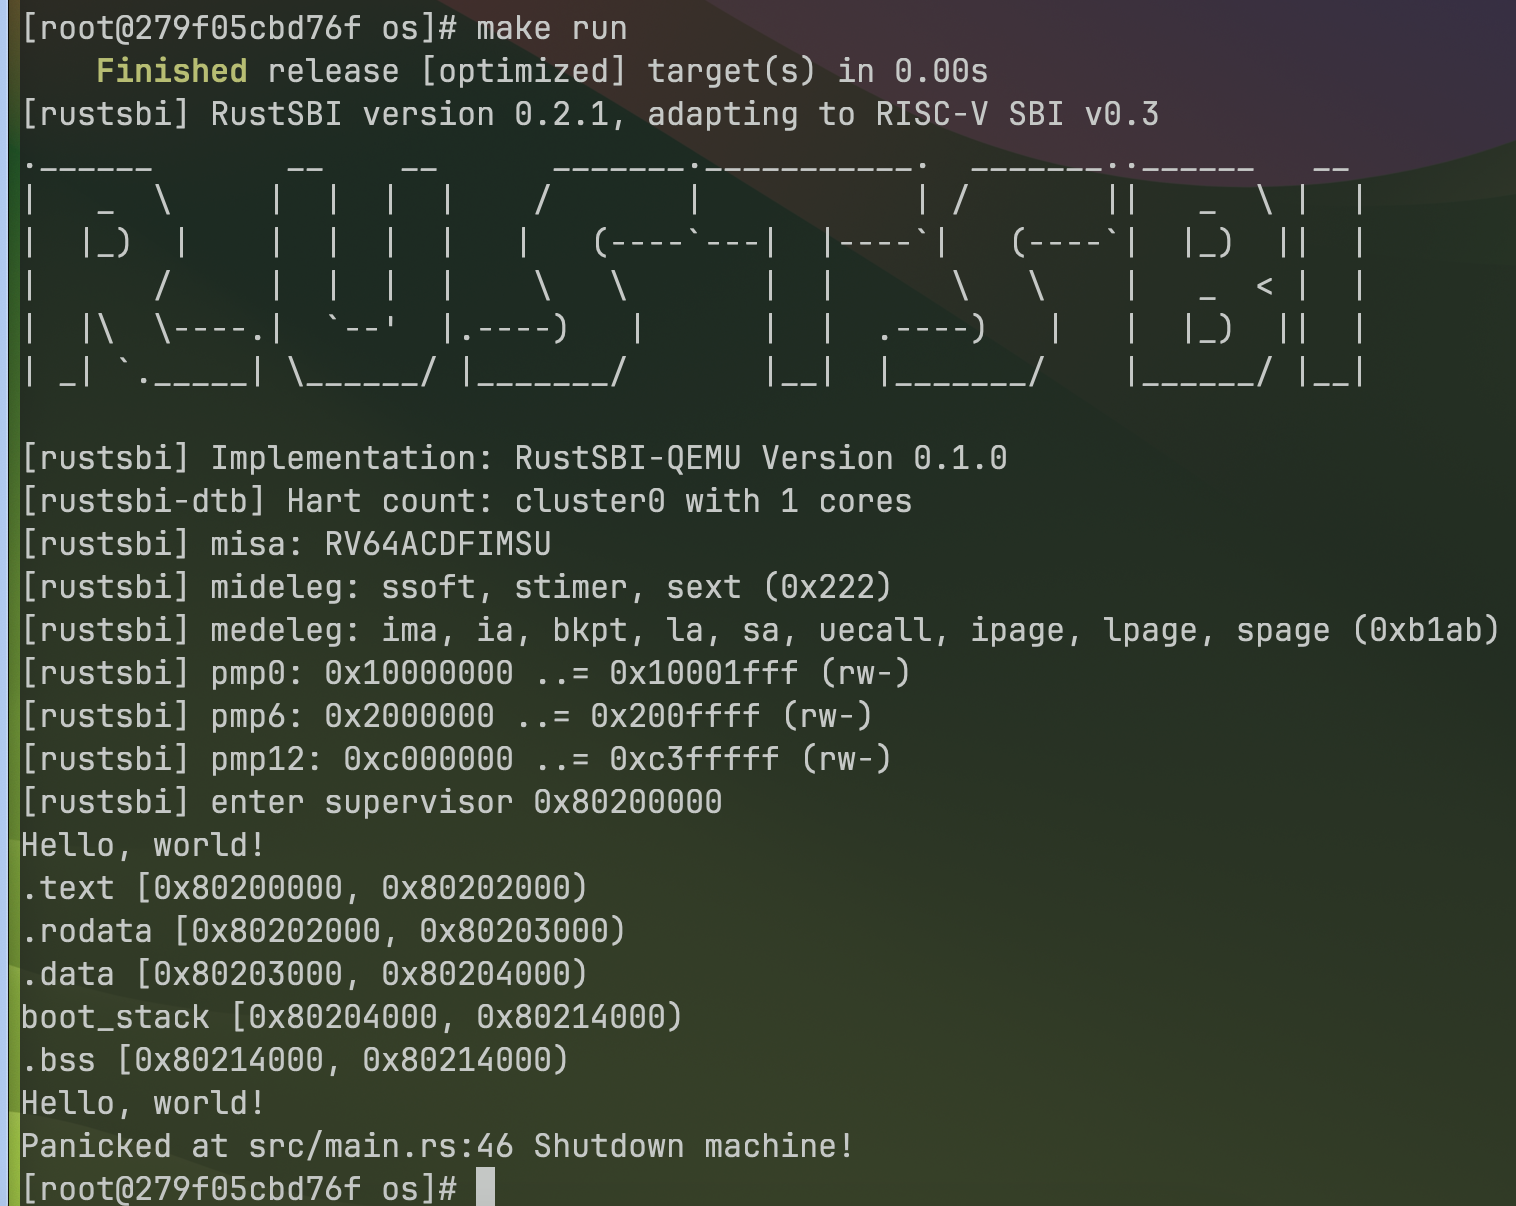 [root@279f05cbd76f os]# make run
    Finished release [optimized] target(s) in 0.00s
[rustsbi] RustSBI version 0.2.1, adapting to RISC-V SBI v0.3
.______       __    __      _______.___________.  _______..______   __
|   _  \     |  |  |  |    /       |           | /       ||   _  \ |  |
|  |_)  |    |  |  |  |   |   (----`---|  |----`|   (----`|  |_)  ||  |
|      /     |  |  |  |    \   \       |  |      \   \    |   _  < |  |
|  |\  \----.|  `--'  |.----)   |      |  |  .----)   |   |  |_)  ||  |
| _| `._____| \______/ |_______/       |__|  |_______/    |______/ |__|
[rustsbi] Implementation: RustSBI-QEMU Version 0.1.0
[rustsbi-dtb] Hart count: cluster0 with 1 cores
[rustsbi] misa: RV64ACDFIMSU
[rustsbi] mideleg: ssoft, stimer, sext (0x222)
[rustsbi] medeleg: ima, ia, bkpt, la, sa, uecall, ipage, lpage, spage (0xb1ab)
[rustsbi] pmp0: 0x10000000 ..= 0x10001fff (rw-)
[rustsbi] pmp6: 0x2000000 ..= 0x200ffff (rw-)
[rustsbi] pmp12: 0xc000000 ..= 0xc3fffff (rw-)
[rustsbi] enter supervisor 0x80200000
Hello, world!
.text [0x80200000, 0x80202000)
.rodata [0x80202000, 0x80203000)
.data [0x80203000, 0x80204000)
boot_stack [0x80204000, 0x80214000)
.bss [0x80214000, 0x80214000)
Hello, world!
Panicked at src/main.rs:46 Shutdown machine!
[root@279f05cbd76f os]#